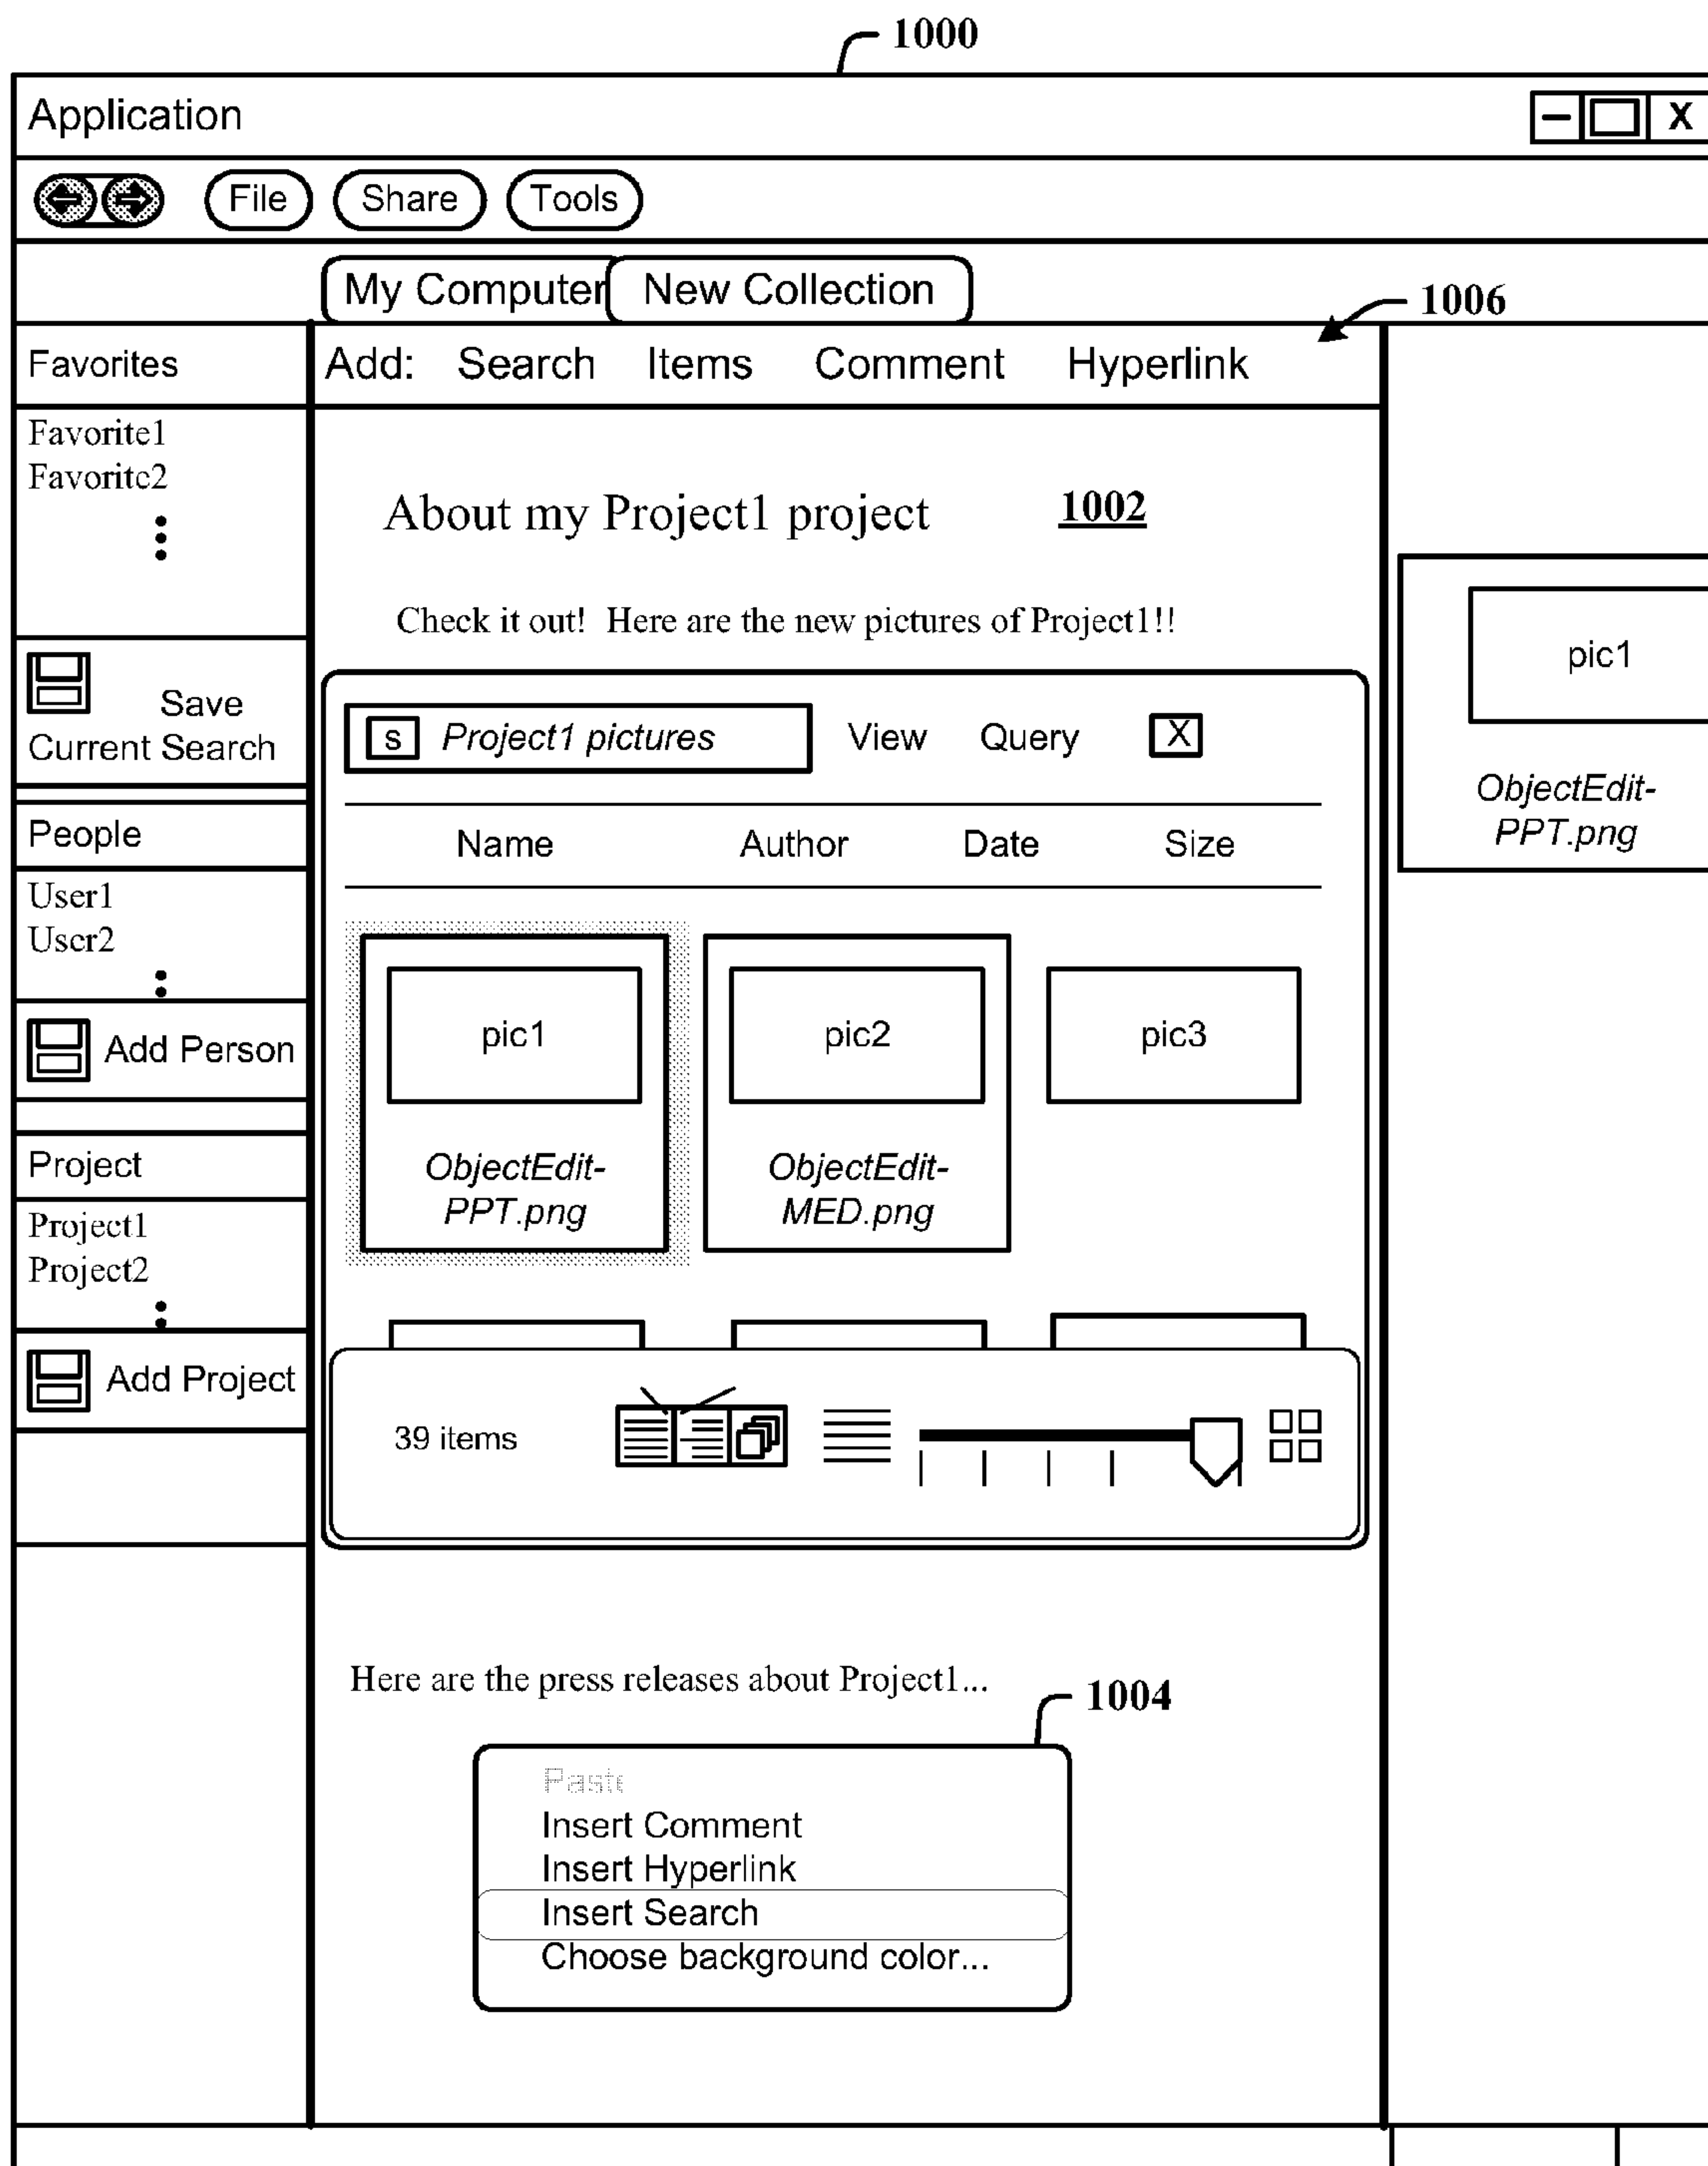 1000
Application
X
File Share Tools
My Computer New Collection
1006
Favorites
Add: Search Items Comment Hyperlink
Favorite1
Favorite2
About my Project1 project 1002
Check it out! Here are the new pictures of Project1!!
Save
Current Search
s Project1 pictures View Query X
Name Author Date Size
People
User1
User2
Add Person
Project
Project1
Project2
Add Project
pic1
ObjectEdit-
PPT.png
pic2
ObjectEdit-
MED.png
pic3
39 items
Here are the press releases about Project1...
1004
Paste
Insert Comment
Insert Hyperlink
Insert Search
Choose background color...
pic1
ObjectEdit-
PPT.png